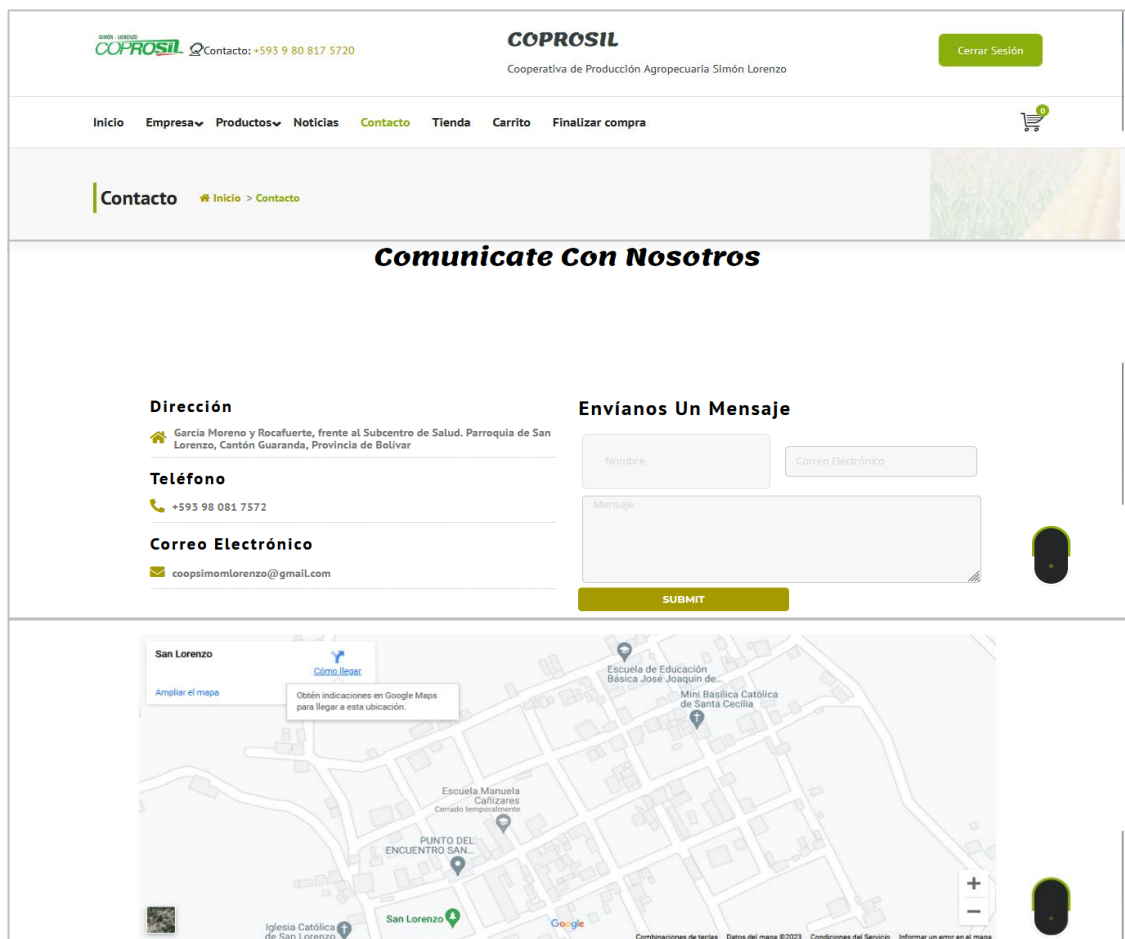 SIMÓN - LORENZO
COPROSIL
Contacto: +593 9 80 817 5720
COPROSIL
Cooperativa de Producción Agropecuaria Simón Lorenzo
Cerrar Sesión
Inicio Empresa Productos Noticias Contacto Tienda Carrito Finalizar compra
0
Contacto Inicio > Contacto
Comunicate Con Nosotros
Dirección
García Moreno y Rocafuerte, frente al Subcentro de Salud. Parroquia de San
Lorenzo, Cantón Guaranda, Provincia de Bolívar
Teléfono
+593 98 081 7572
Correo Electrónico
coopsimomlorenzo@gmail.com
Envíanos Un Mensaje
Nombre
Correo Electrónico
Mensaje
SUBMIT
San Lorenzo
Cómo llegar
Ampliar el mapa
Obtén indicaciones en Google Maps
para llegar a esta ubicación.
Escuela de Educación
Básica José Joaquín de...
Mini Basílica Católica
de Santa Cecilia
Escuela Manuela
Cañizares
Cerrado temporalmente
PUNTO DEL
ENCUENTRO SAN...
San Lorenzo
Iglesia Católica
de San Lorenzo
Google
+
−
Combinaciones de teclas Datos del mapa ©2023 Condiciones del Servicio Informar un error en el mapa